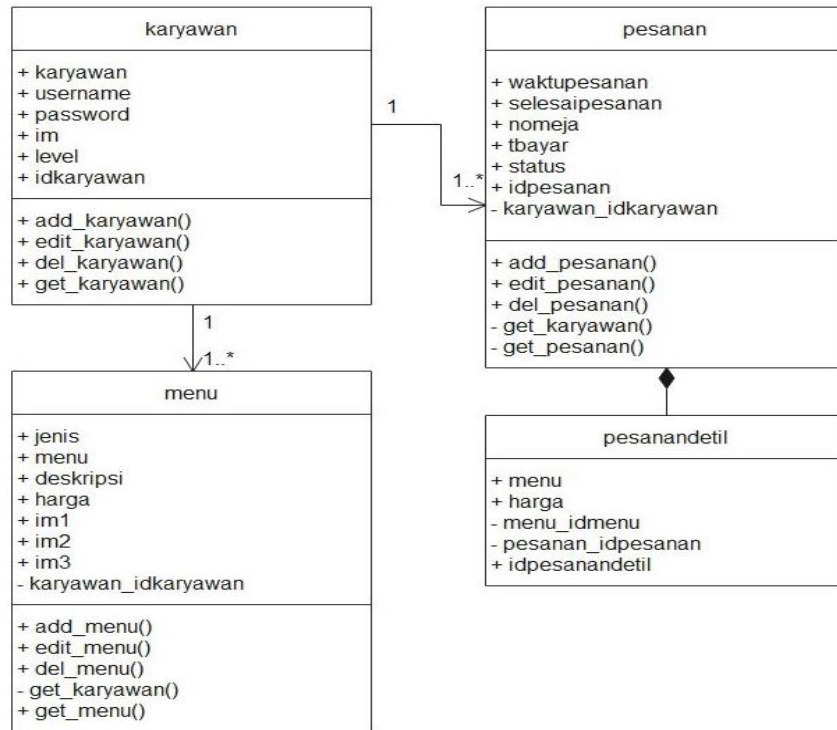 karyawan
+ karyawan
+ username
+ password
+ im
+ level
+ idkaryawan
+ add_karyawan()
+ edit_karyawan()
+ del_karyawan()
+ get_karyawan()
1
1..*
pesanan
+ waktupesanan
+ selesaipesanan
+ nomeja
+ tbayar
+ status
+ idpesanan
- karyawan_idkaryawan
+ add_pesanan()
+ edit_pesanan()
+ del_pesanan()
- get_karyawan()
- get_pesanan()
1
1..*
menu
+ jenis
+ menu
+ deskripsi
+ harga
+ im1
+ im2
+ im3
- karyawan_idkaryawan
+ add_menu()
+ edit_menu()
+ del_menu()
- get_karyawan()
+ get_menu()
pesanandetil
+ menu
+ harga
- menu_idmenu
- pesanan_idpesanan
+ idpesanandetil